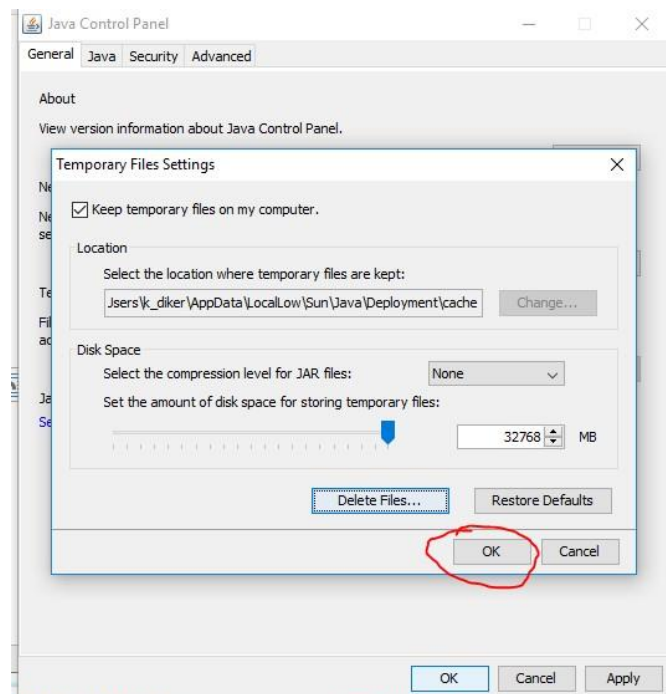 Java Control Panel
General Java Security Advanced
About
View version information about Java Control Panel.
Temporary Files Settings
Keep temporary files on my computer.
Location
Select the location where temporary files are kept:
Jsers\k_diker\AppData\LocalLow\Sun\Java\Deployment\cache Change...
Disk Space
Select the compression level for JAR files: None
Set the amount of disk space for storing temporary files:
32768 MB
Delete Files... Restore Defaults
OK Cancel
OK Cancel Apply